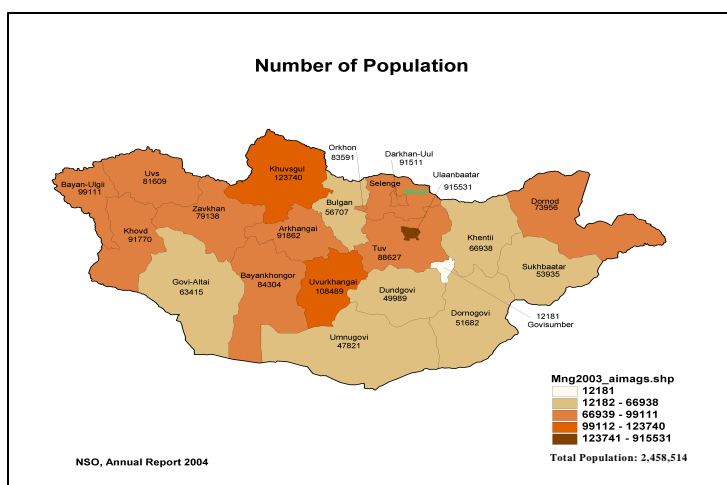 Number of Population
Orkhon
83591
Darkhan-Uul
91511
Ulaanbaatar
915531
Khuvsgul
123740
Uvs
81609
Bayan-Ulgii
99111
Selenge
Bulgan
56707
Dornod
73956
Zavkhan
79138
Khovd
91770
Arkhangai
91862
Tuv
88627
Khentii
66938
Govi-Altai
63415
Bayankhongor
84304
Uvurkhangai
108489
Dundgovi
49989
Sukhbaatar
53935
Dornogovi
51682
12181
Govisumber
Umnugovi
47821
Mng2003_aimags.shp
12181
12182 - 66938
66939 - 99111
99112 - 123740
123741 - 915531
Total Population: 2,458,514
NSO, Annual Report 2004